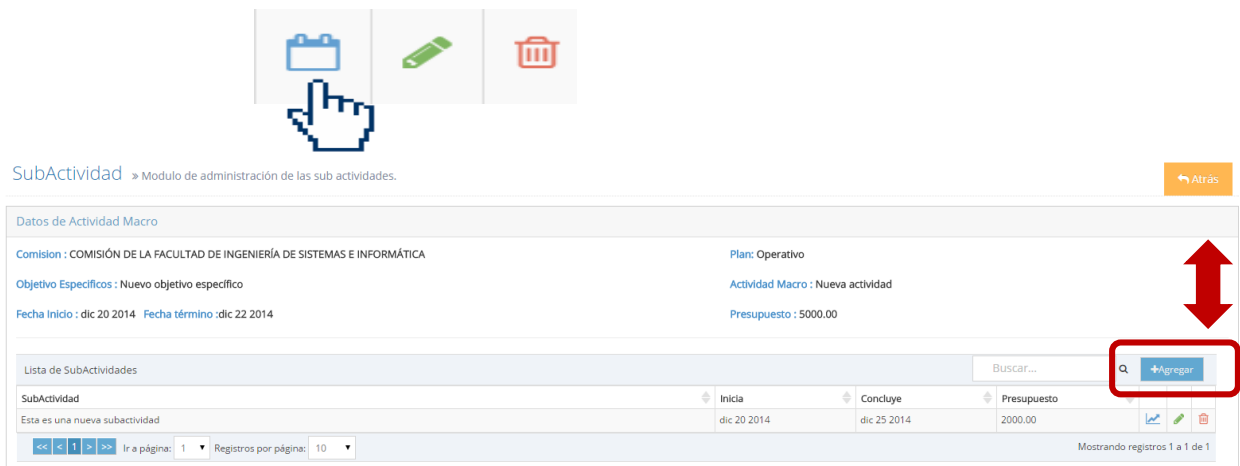 SubActividad » Modulo de administración de las sub actividades.
Atrás
Datos de Actividad Macro
Comision : COMISIÓN DE LA FACULTAD DE INGENIERÍA DE SISTEMAS E INFORMÁTICA
Plan: Operativo
Objetivo Especificos : Nuevo objetivo específico
Actividad Macro : Nueva actividad
Fecha Inicio : dic 20 2014 Fecha término :dic 22 2014
Presupuesto : 5000.00
Lista de SubActividades
Buscar...
+Agregar
SubActividad Inicia Concluye Presupuesto
Esta es una nueva subactividad dic 20 2014 dic 25 2014 2000.00
<< < 1 > >> Ir a página: 1 Registros por página: 10
Mostrando registros 1 a 1 de 1